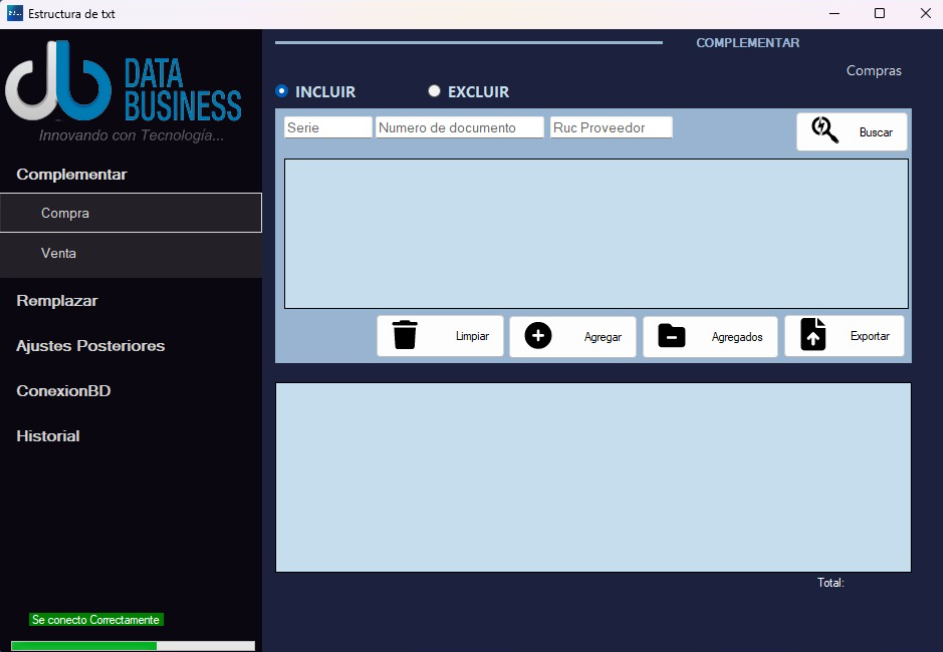 Estructura de txt
DATA
BUSINESS
Innovando con Tecnología...
Complementar
Compra
Venta
Remplazar
Ajustes Posteriores
ConexionBD
Historial
Se conecto Correctamente
COMPLEMENTAR
Compras
INCLUIR EXCLUIR
Serie Numero de documento Ruc Proveedor Buscar
Limpiar Agregar Agregados Exportar
Total: